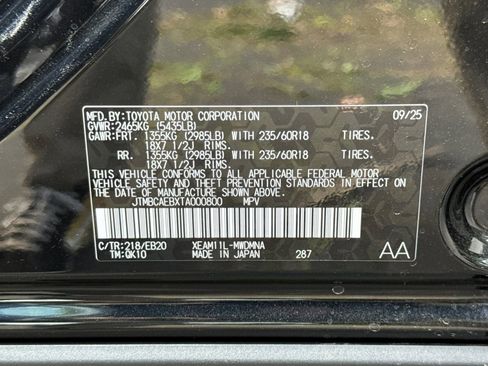 MFD.BY:TOYOTA MOTOR CORPORATION 09/25
GVWR:2465KG (5435LB)
GAWR:FRT. 1355KG (2985LB) WITH 235/60R18 TIRES.
18X7 1/2J RIMS.
RR. 1355KG (2985LB) WITH 235/60R18 TIRES.
18X7 1/2J RIMS.
THIS VEHICLE CONFORMS TO ALL APPLICABLE FEDERAL MOTOR
VEHICLE SAFETY AND BUMPER STANDARDS IN EFFECT ON THE
DATE OF MANUFACTURE SHOWN ABOVE.
JTMBCAEBXTA000800 MPV
C/TR:218/EB20 XEAM11L-MWDMNA
TM:QK10 MADE IN JAPAN 287 AA